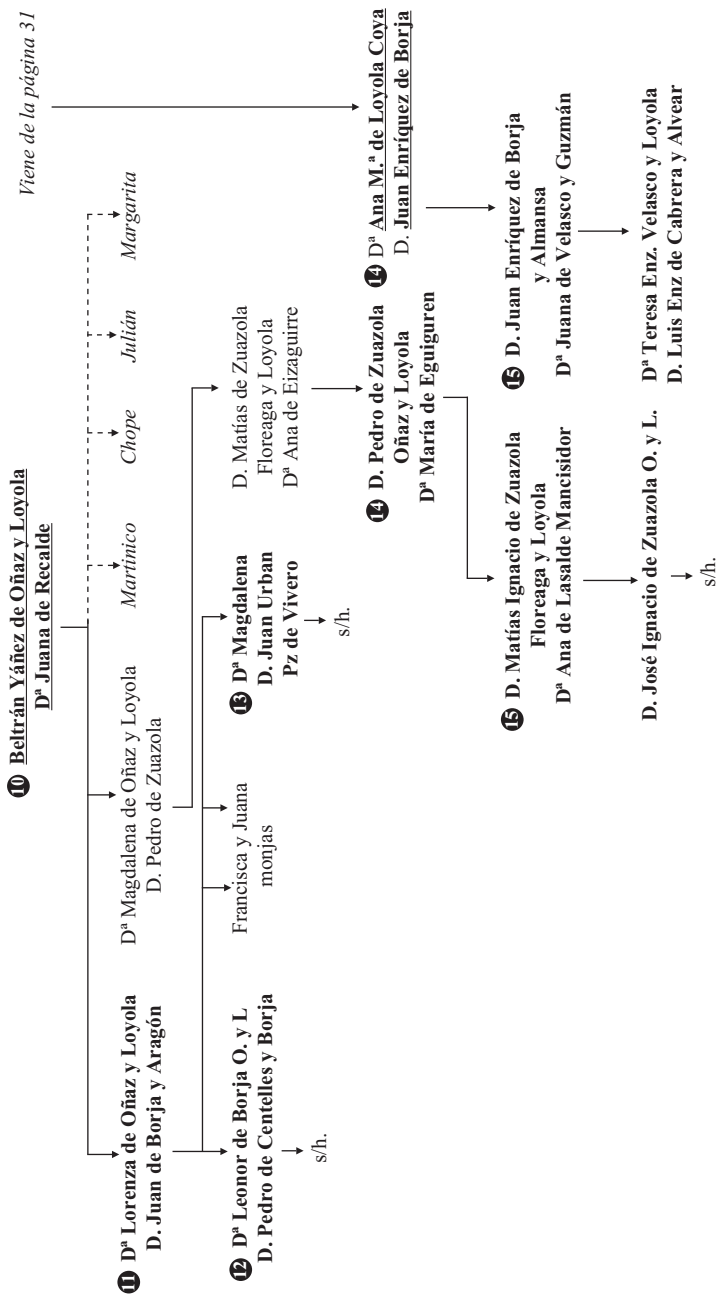 Viene de la página 31
❿ Beltrán Yáñez de Oñaz y Loyola
Dª Juana de Recalde
Martinico
Chope
Julián
Margarita
⓫ Dª Lorenza de Oñaz y Loyola
D. Juan de Borja y Aragón
Dª Magdalena de Oñaz y Loyola
D. Pedro de Zuazola
⓬ Dª Leonor de Borja O. y L
D. Pedro de Centelles y Borja
s/h.
Francisca y Juana
monjas
⓭ Dª Magdalena
D. Juan Urban
Pz de Vivero
s/h.
D. Matías de Zuazola
Floreaga y Loyola
Dª Ana de Eizaguirre
⓮ D. Pedro de Zuazola
Oñaz y Loyola
Dª María de Eguiguren
⓮ Dª Ana M.ª de Loyola Coya
D. Juan Enríquez de Borja
⓯ D. Matías Ignacio de Zuazola
Floreaga y Loyola
Dª Ana de Lasalde Mancisidor
⓯ D. Juan Enríquez de Borja
y Almansa
Dª Juana de Velasco y Guzmán
D. José Ignacio de Zuazola O. y L.
s/h.
Dª Teresa Enz. Velasco y Loyola
D. Luis Enz de Cabrera y Alvear